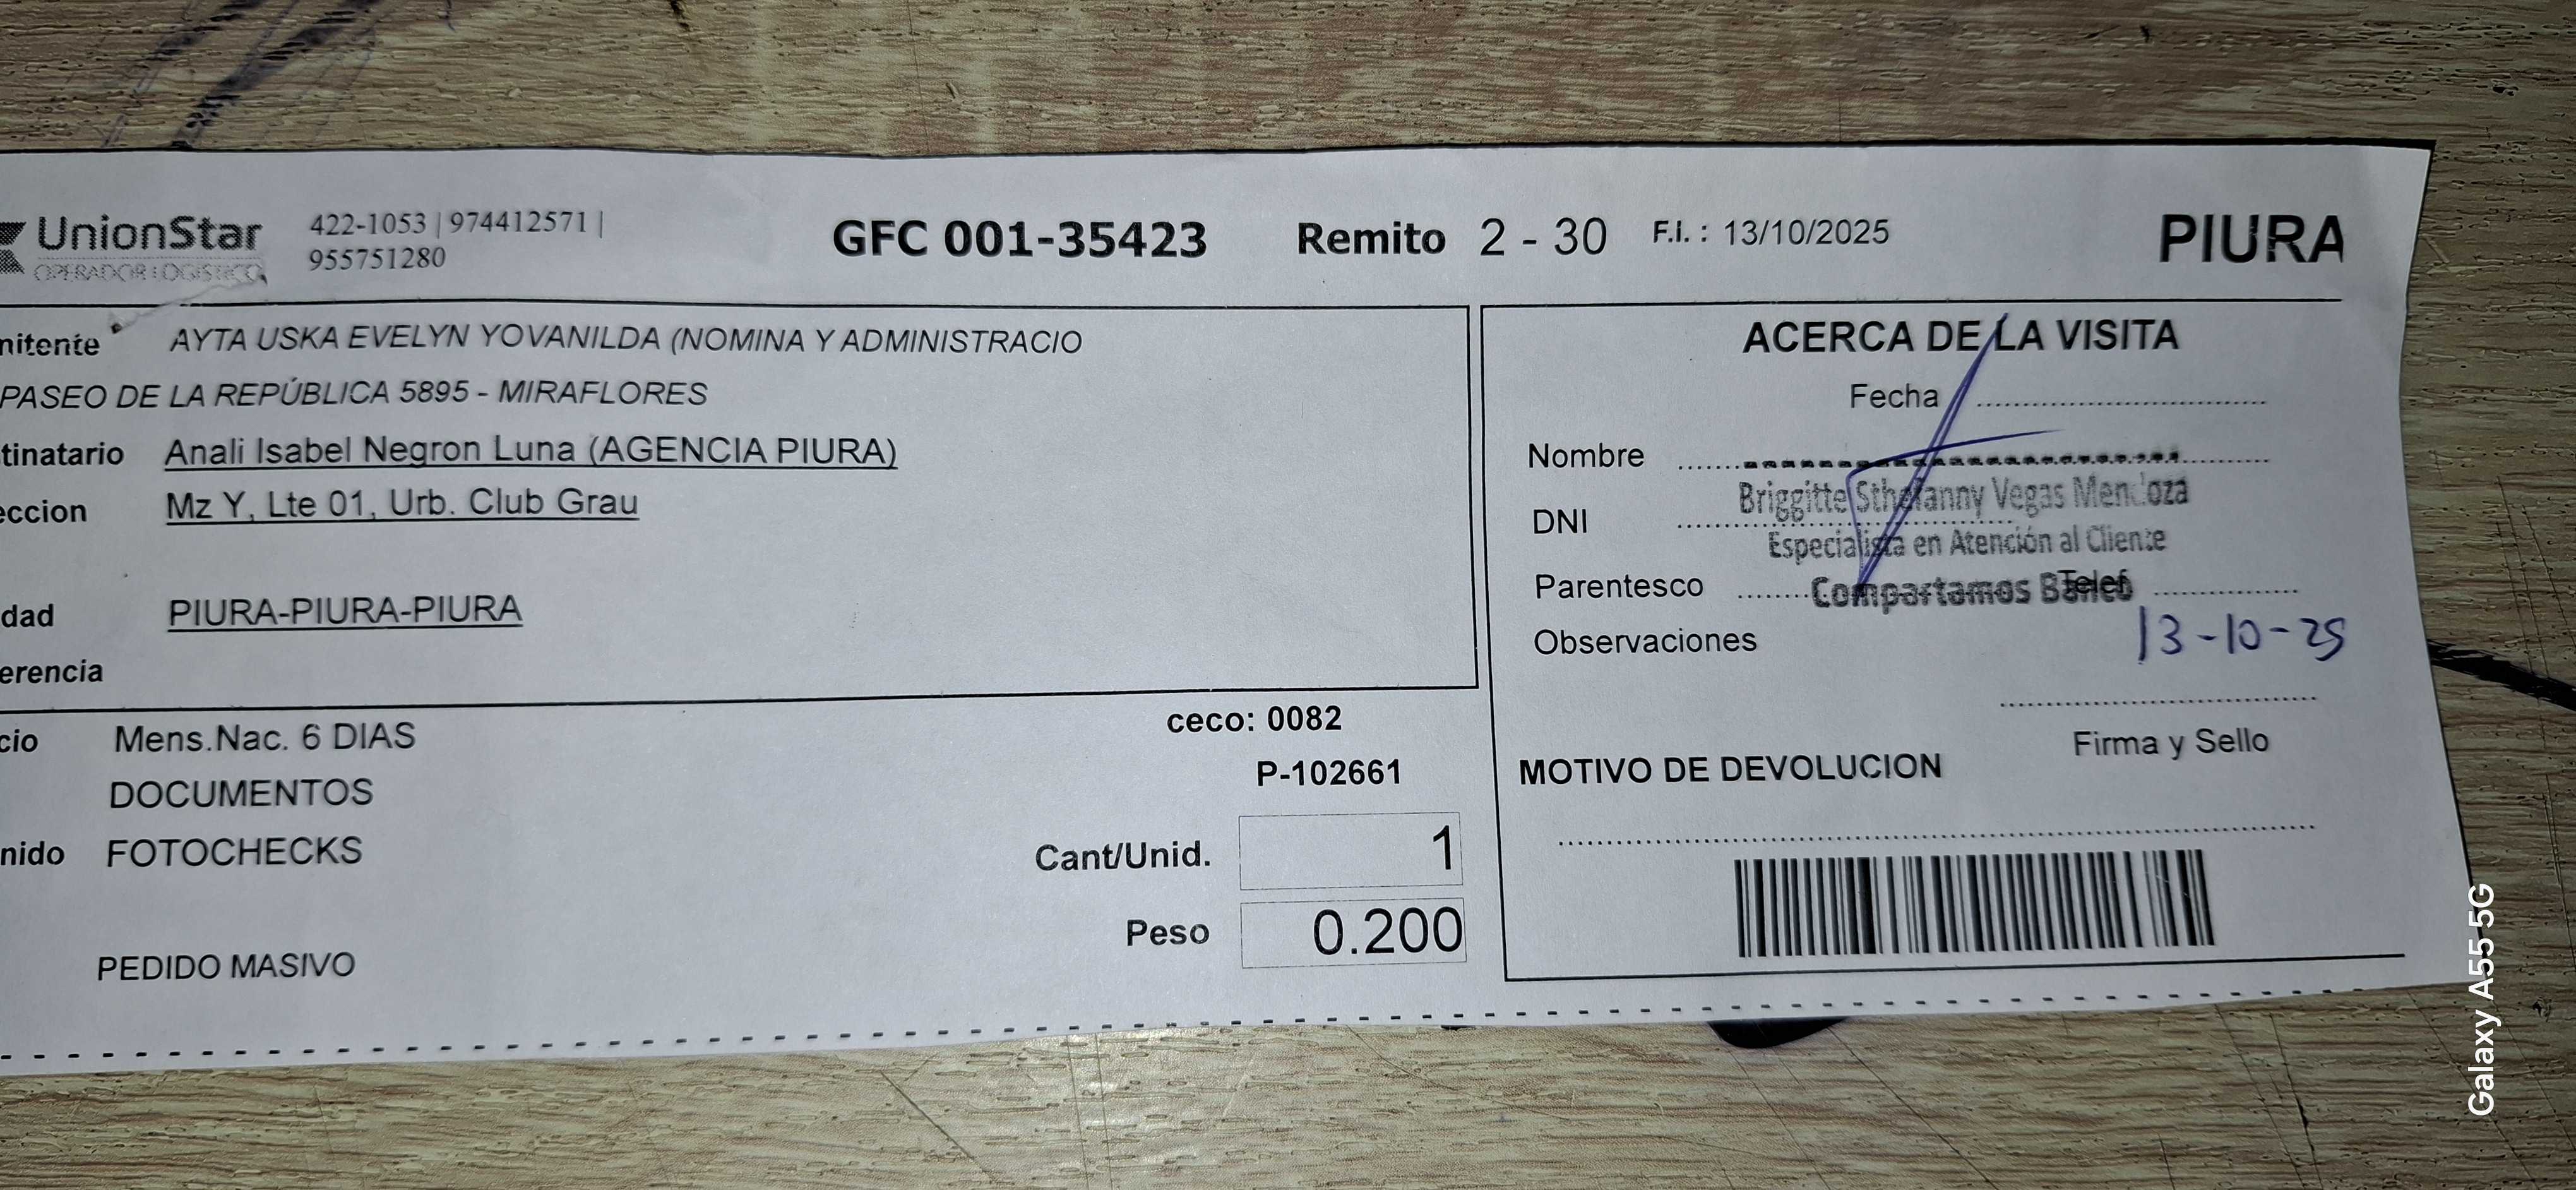 UnionStar
OPERADOR LOGISTICO
422-1053 | 974412571 |
955751280
GFC 001-35423
Remito 2 - 30
F.I. : 13/10/2025
PIURA
nitente AYTA USKA EVELYN YOVANILDA (NOMINA Y ADMINISTRACIO
PASEO DE LA REPÚBLICA 5895 - MIRAFLORES
tinatario Anali Isabel Negron Luna (AGENCIA PIURA)
eccion Mz Y, Lte 01, Urb. Club Grau
dad PIURA-PIURA-PIURA
erencia
cio Mens.Nac. 6 DIAS
DOCUMENTOS
nido FOTOCHECKS
PEDIDO MASIVO
ceco: 0082
P-102661
Cant/Unid. 1
Peso 0.200
ACERCA DE LA VISITA
Fecha
Nombre
Briggitte Sthefanny Vegas Mendoza
DNI
Especialista en Atención al Cliente
Parentesco Telef
Compartamos Banco
Observaciones
13-10-25
Firma y Sello
MOTIVO DE DEVOLUCION
Galaxy A55 5G